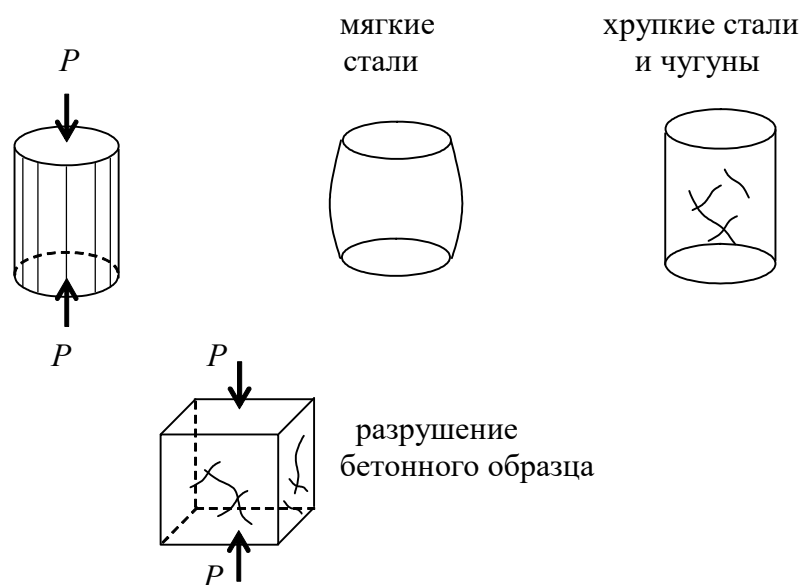 мягкие
стали
хрупкие стали
и чугуны
P
P
P
разрушение
бетонного образца
P